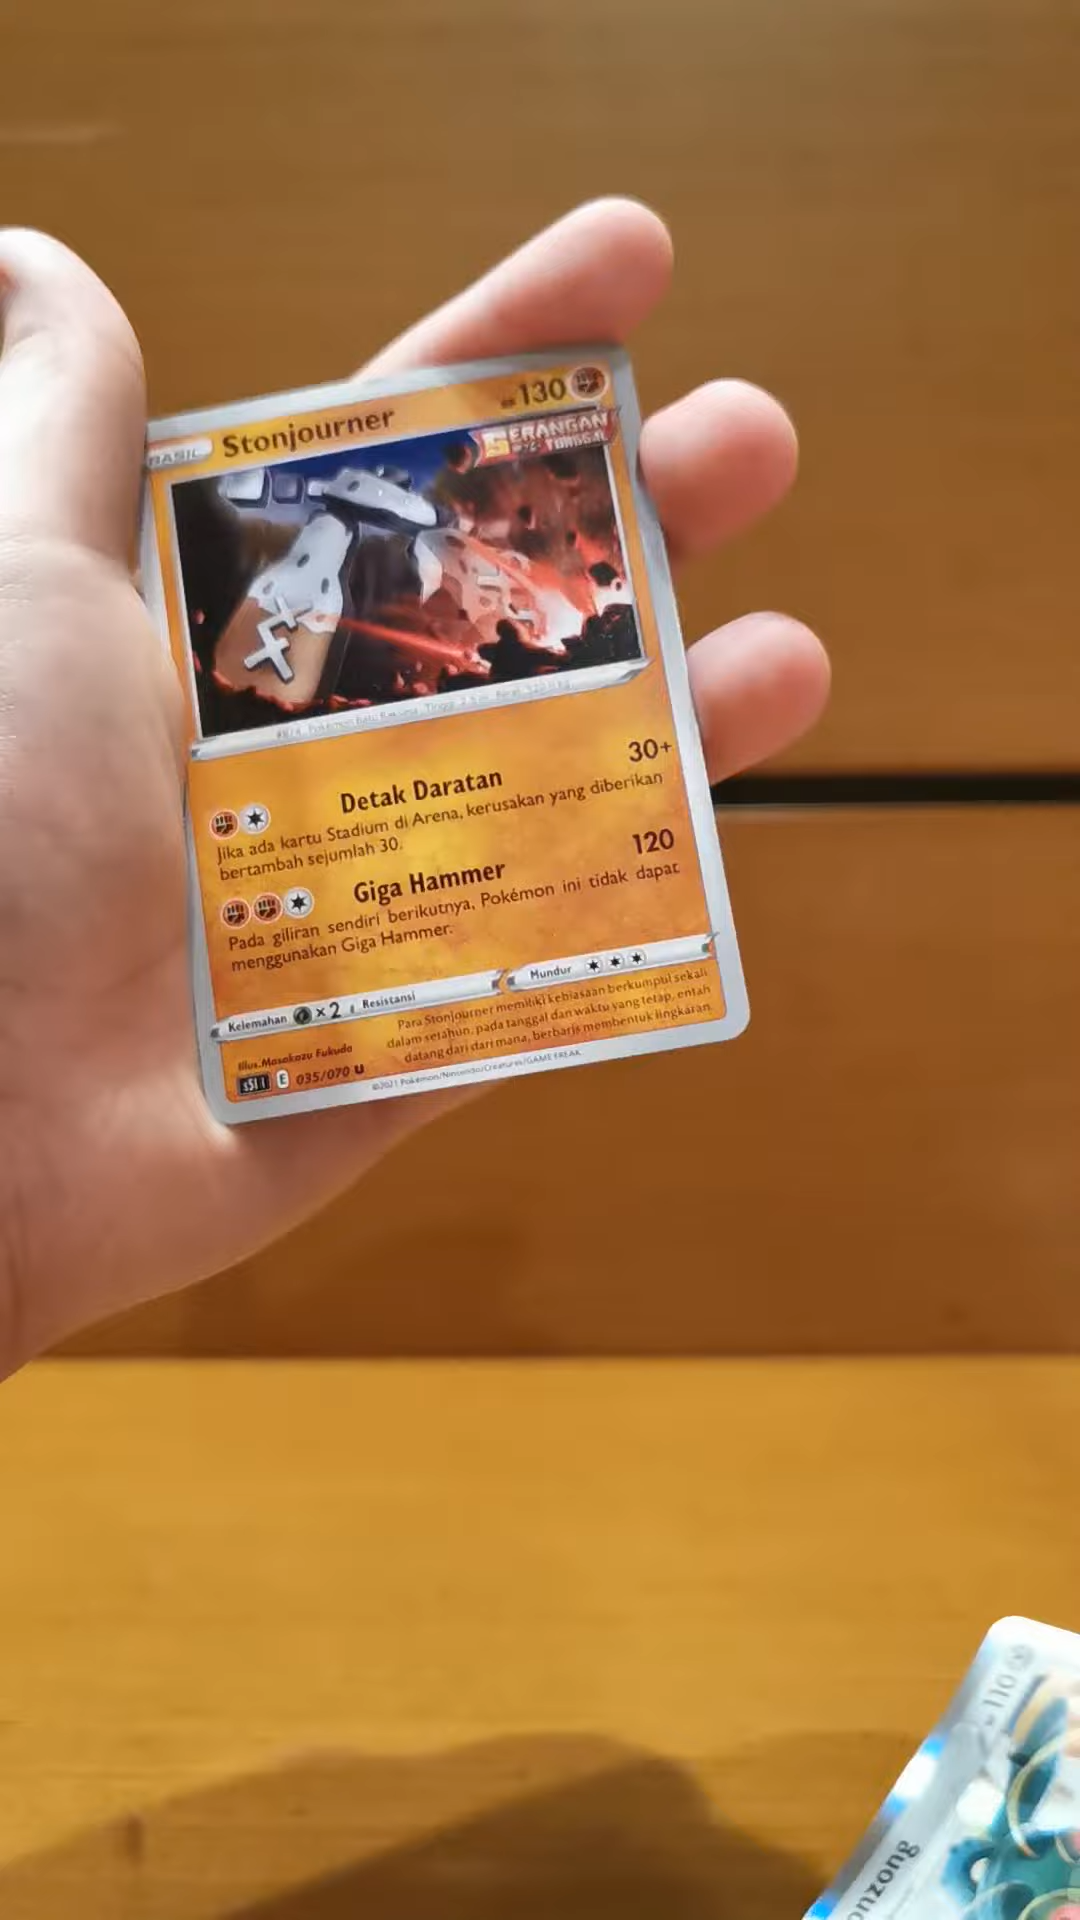 BASIC
Stonjourner
130
SERANGAN
TUNGGAL
30+
Detak Daratan
Jika ada kartu Stadium di Arena, kerusakan yang diberikan
bertambah sejumlah 30.
120
Giga Hammer
Pada giliran sendiri berikutnya, Pokémon ini tidak dapat
menggunakan Giga Hammer.
Kelemahan ×2 Resistansi Mundur
Para Stonjourner memiliki kebiasaan berkumpul sekali
dalam setahun, pada tanggal dan waktu yang tetap, entah
datang dari dari mana, berbaris membentuk lingkaran.
Illus. Masakazu Fukuda
E 035/070 U
©2021 Pokémon/Nintendo/Creatures/GAME FREAK
110
onzong